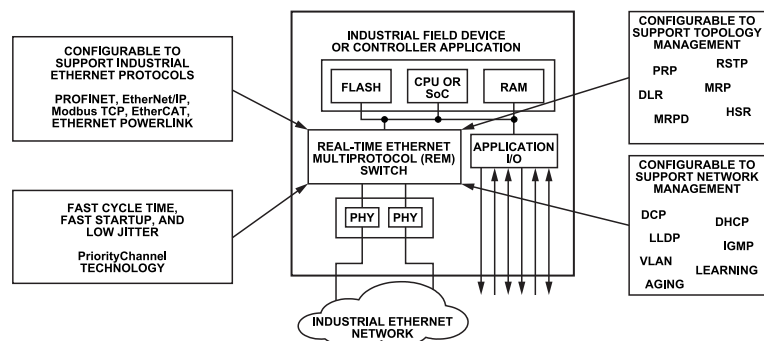 CONFIGURABLE TO
SUPPORT INDUSTRIAL
ETHERNET PROTOCOLS
PROFINET, EtherNet/IP,
Modbus TCP, EtherCAT,
ETHERNET POWERLINK
FAST CYCLE TIME,
FAST STARTUP, AND
LOW JITTER
PriorityChannel
TECHNOLOGY
INDUSTRIAL FIELD DEVICE
OR CONTROLLER APPLICATION
FLASH
CPU OR
SoC
RAM
REAL-TIME ETHERNET
MULTIPROTOCOL (REM)
SWITCH
APPLICATION
I/O
PHY
PHY
INDUSTRIAL ETHERNET
NETWORK
CONFIGURABLE TO
SUPPORT TOPOLOGY
MANAGEMENT
PRP
RSTP
DLR
MRP
MRPD
HSR
CONFIGURABLE TO
SUPPORT NETWORK
MANAGEMENT
DCP
DHCP
LLDP
IGMP
VLAN
LEARNING
AGING